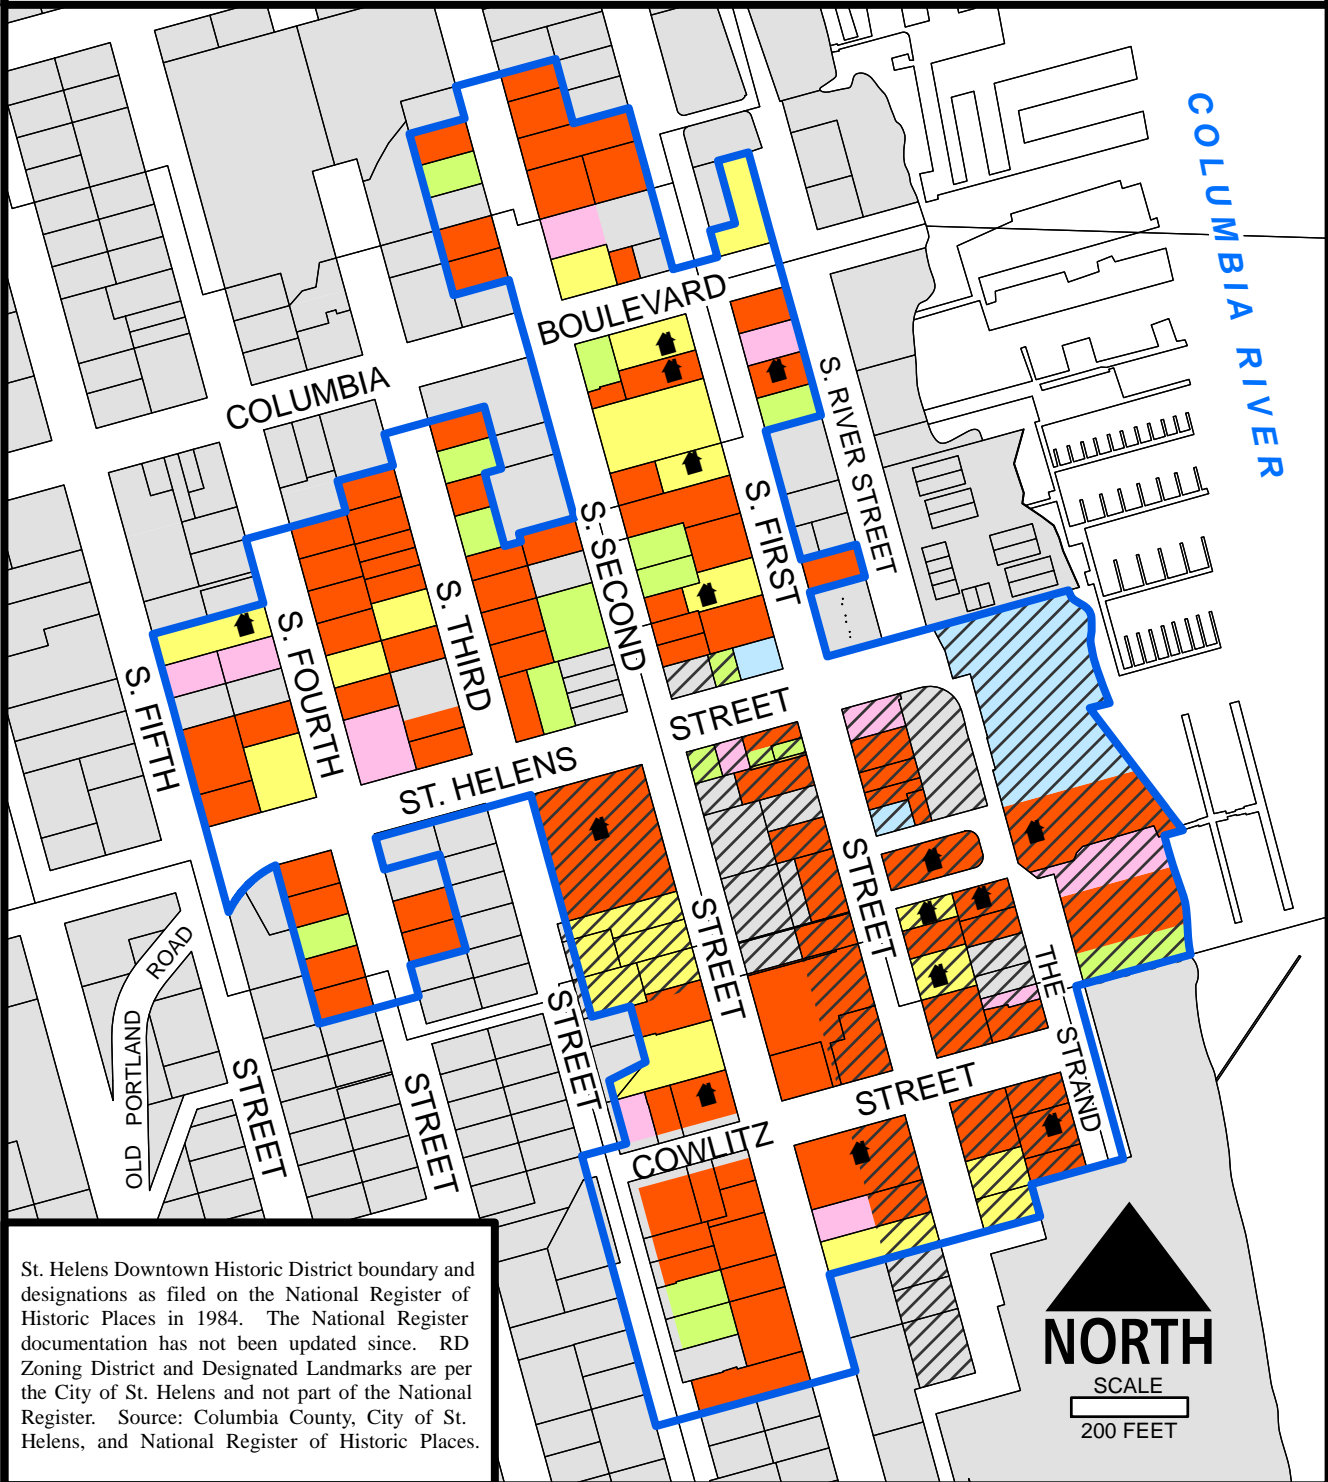 COLUMBIA RIVER
BOULEVARD
COLUMBIA
S. RIVER STREET
S. FIRST
S. SECOND
S. THIRD
S. FOURTH
S. FIFTH
STREET
ST. HELENS
STREET
STREET
STREET
STREET
STREET
STREET
THE STRAND
ROAD
OLD PORTLAND
STREET
COWLITZ
St. Helens Downtown Historic District boundary and
designations as filed on the National Register of
Historic Places in 1984. The National Register
documentation has not been updated since. RD
Zoning District and Designated Landmarks are per
the City of St. Helens and not part of the National
Register. Source: Columbia County, City of St.
Helens, and National Register of Historic Places.
NORTH
SCALE
200 FEET